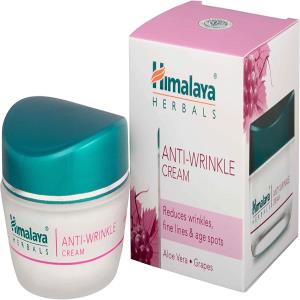 Himalaya
HERBALS
ANTI-WRINKLE
CREAM
Reduces wrinkles,
fine lines & age spots
Aloe Vera • Grapes
Himalaya
HERBALS
ANTI-WRINKLE
CREAM